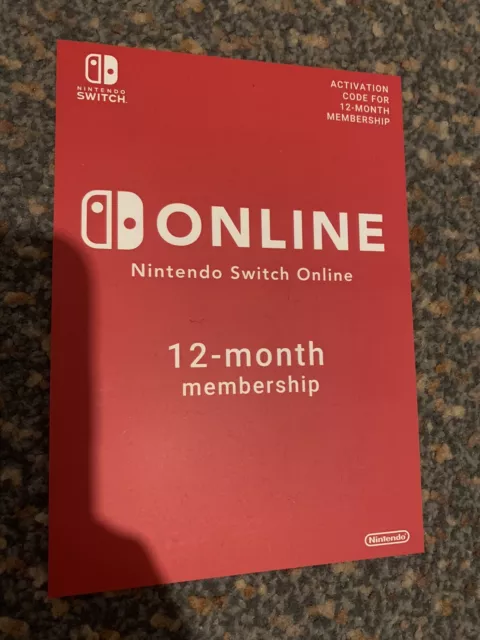 NINTENDO
SWITCH
ACTIVATION
CODE FOR
12-MONTH
MEMBERSHIP
ONLINE
Nintendo Switch Online
12-month
membership
Nintendo